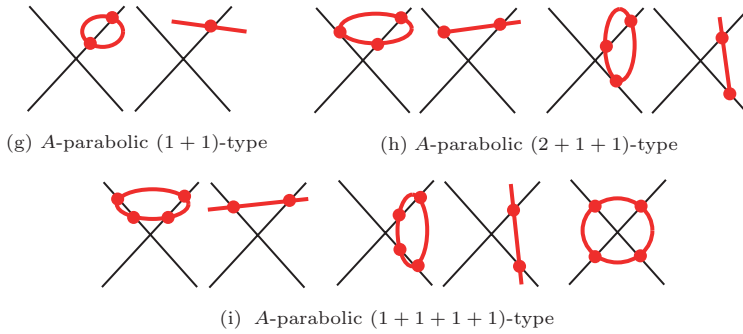 (g) A-parabolic (1 + 1)-type
(h) A-parabolic (2 + 1 + 1)-type
(i) A-parabolic (1 + 1 + 1 + 1)-type